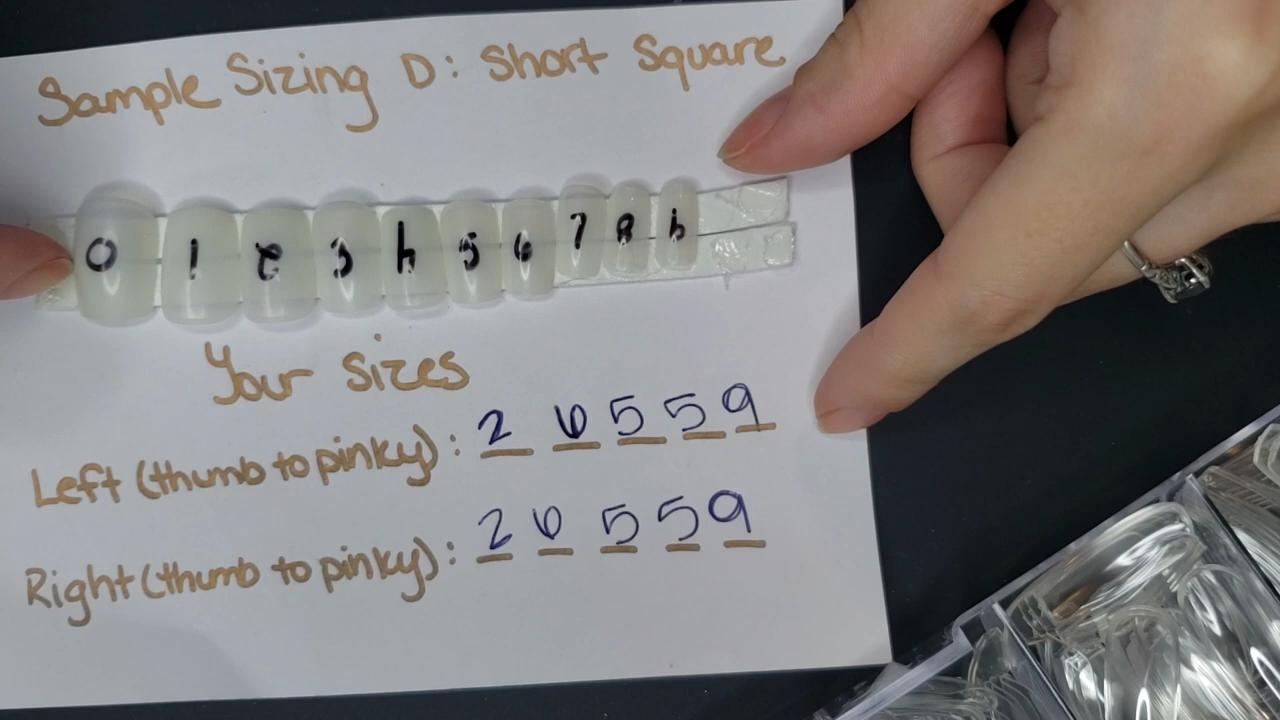 Sample Sizing D: Short Square
0 1 2 3 4 5 6 7 8 9
Your Sizes
Left (thumb to pinky): 2 6 5 5 9
Right (thumb to pinky): 2 6 5 5 9